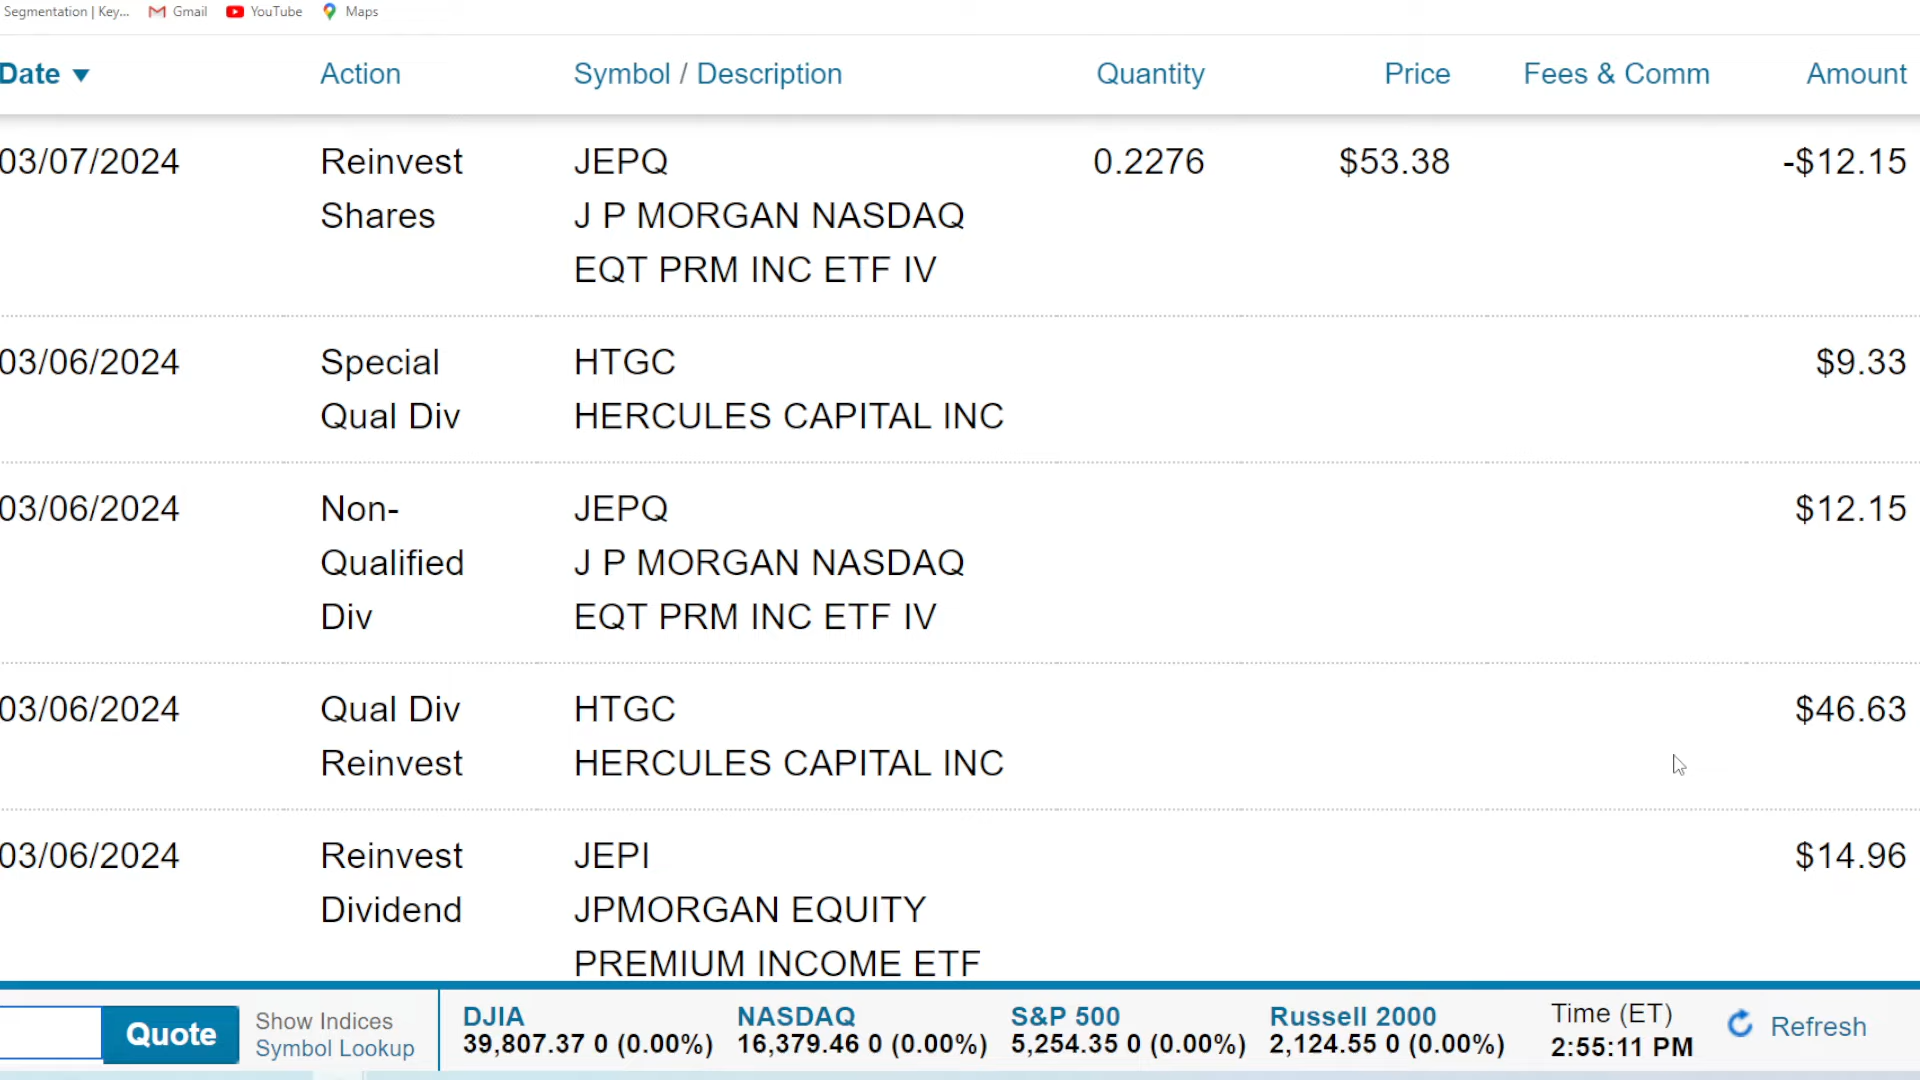 Segmentation | Key... Gmail YouTube Maps
Date ▼ Action Symbol / Description Quantity Price Fees & Comm Amount
03/07/2024 Reinvest JEPQ 0.2276 $53.38 -$12.15
Shares J P MORGAN NASDAQ
EQT PRM INC ETF IV
03/06/2024 Special HTGC $9.33
Qual Div HERCULES CAPITAL INC
03/06/2024 Non- JEPQ $12.15
Qualified J P MORGAN NASDAQ
Div EQT PRM INC ETF IV
03/06/2024 Qual Div HTGC $46.63
Reinvest HERCULES CAPITAL INC
03/06/2024 Reinvest JEPI $14.96
Dividend JPMORGAN EQUITY
PREMIUM INCOME ETF
Quote Show Indices DJIA NASDAQ S&P 500 Russell 2000 Time (ET) Refresh
Symbol Lookup 39,807.37 0 (0.00%) 16,379.46 0 (0.00%) 5,254.35 0 (0.00%) 2,124.55 0 (0.00%) 2:55:11 PM